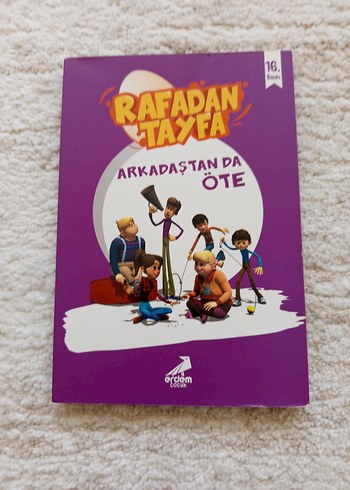 16.
Baskı
RAFADAN
TAYFA
ARKADAŞTAN DA
ÖTE
erdem
ÇOCUK